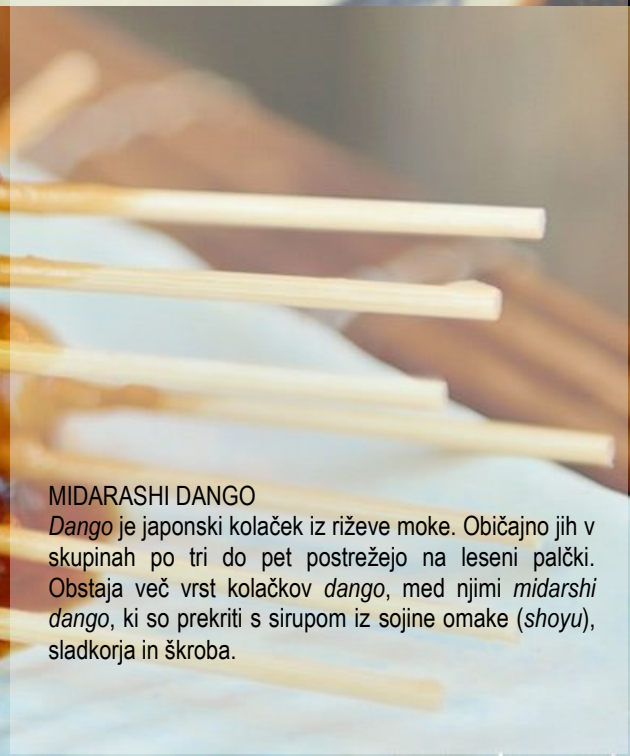 MIDARASHI DANGO
Dango je japonski kolaček iz riževe moke. Običajno jih v
skupinah po tri do pet postrežejo na leseni palčki.
Obstaja več vrst kolačkov dango, med njimi midarshi
dango, ki so prekriti s sirupom iz sojine omake (shoyu),
sladkorja in škroba.